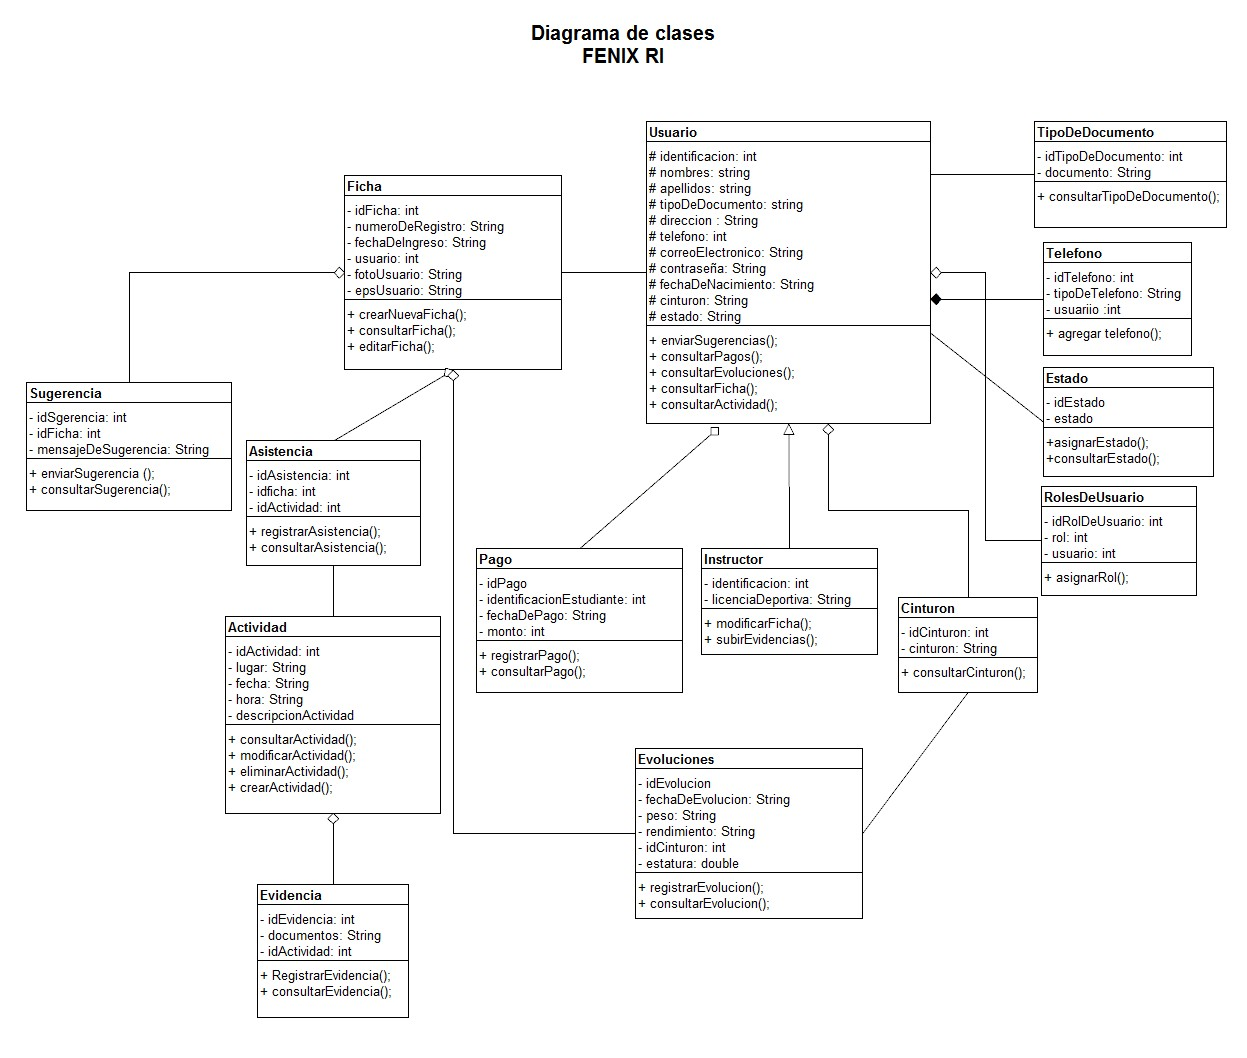 Diagrama de clases
FENIX RI
Usuario
# identificacion: int
# nombres: string
# apellidos: string
# tipoDeDocumento: string
# direccion : String
# telefono: int
# correoElectronico: String
# contraseña: String
# fechaDeNacimiento: String
# cinturon: String
# estado: String
+ enviarSugerencias();
+ consultarPagos();
+ consultarEvoluciones();
+ consultarFicha();
+ consultarActividad();
TipoDeDocumento
- idTipoDeDocumento: int
- documento: String
+ consultarTipoDeDocumento();
Ficha
- idFicha: int
- numeroDeRegistro: String
- fechaDeIngreso: String
- usuario: int
- fotoUsuario: String
- epsUsuario: String
+ crearNuevaFicha();
+ consultarFicha();
+ editarFicha();
Telefono
- idTelefono: int
- tipoDeTelefono: String
- usuariio :int
+ agregar telefono();
Estado
- idEstado
- estado
+asignarEstado();
+consultarEstado();
Sugerencia
- idSgerencia: int
- idFicha: int
- mensajeDeSugerencia: String
+ enviarSugerencia ();
+ consultarSugerencia();
Asistencia
- idAsistencia: int
- idficha: int
- idActividad: int
+ registrarAsistencia();
+ consultarAsistencia();
RolesDeUsuario
- idRolDeUsuario: int
- rol: int
- usuario: int
+ asignarRol();
Pago
- idPago
- identificacionEstudiante: int
- fechaDePago: String
- monto: int
+ registrarPago();
+ consultarPago();
Instructor
- identificacion: int
- licenciaDeportiva: String
+ modificarFicha();
+ subirEvidencias();
Cinturon
- idCinturon: int
- cinturon: String
+ consultarCinturon();
Actividad
- idActividad: int
- lugar: String
- fecha: String
- hora: String
- descripcionActividad
+ consultarActividad();
+ modificarActividad();
+ eliminarActividad();
+ crearActividad();
Evoluciones
- idEvolucion
- fechaDeEvolucion: String
- peso: String
- rendimiento: String
- idCinturon: int
- estatura: double
+ registrarEvolucion();
+ consultarEvolucion();
Evidencia
- idEvidencia: int
- documentos: String
- idActividad: int
+ RegistrarEvidencia();
+ consultarEvidencia();